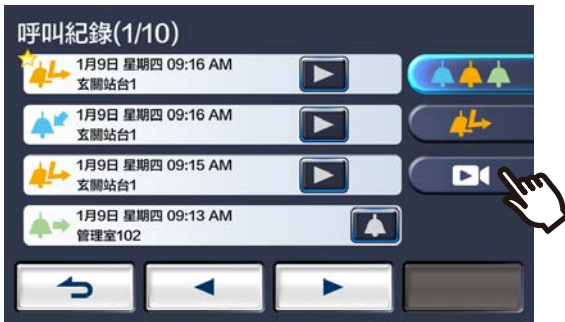 呼叫紀錄(1/10)
1月9日 星期四 09:16 AM
玄關站台1
1月9日 星期四 09:16 AM
玄關站台1
1月9日 星期四 09:15 AM
玄關站台1
1月9日 星期四 09:13 AM
管理室102